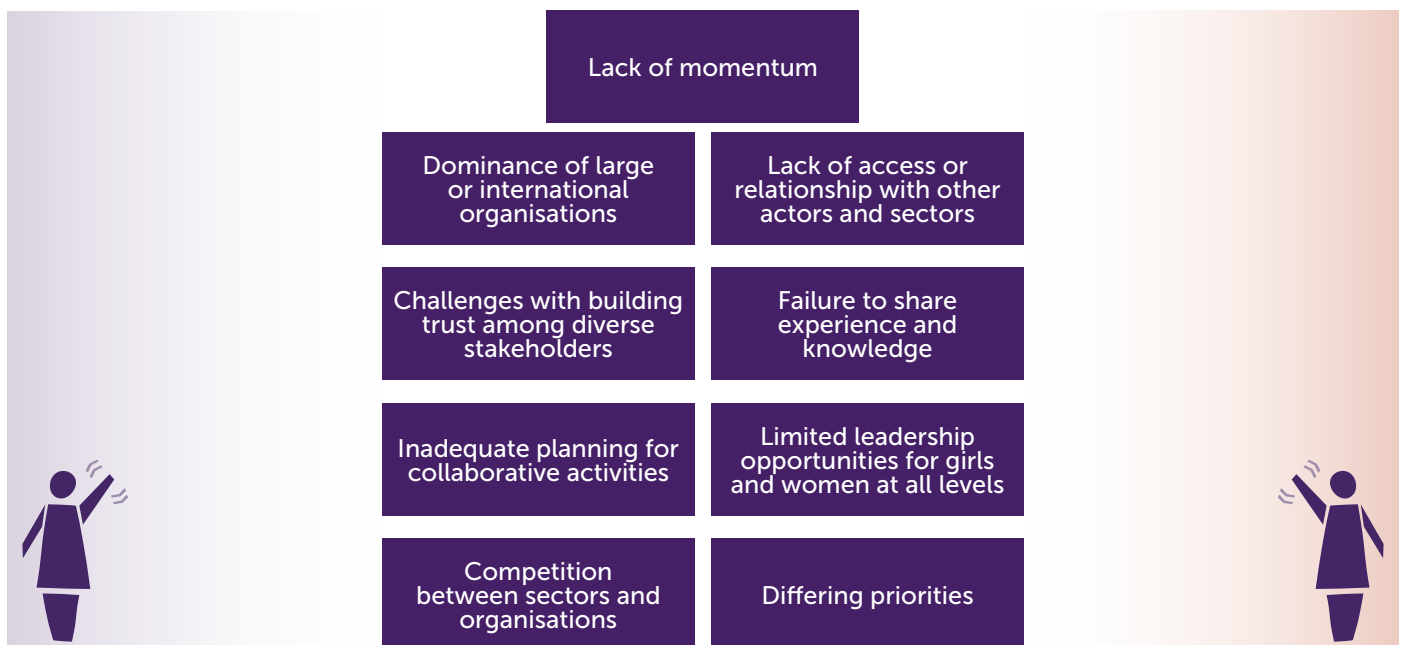 Lack of momentum
Dominance of large
or international
organisations
Lack of access or
relationship with other
actors and sectors
Challenges with building
trust among diverse
stakeholders
Failure to share
experience and
knowledge
Inadequate planning for
collaborative activities
Limited leadership
opportunities for girls
and women at all levels
Competition
between sectors and
organisations
Differing priorities